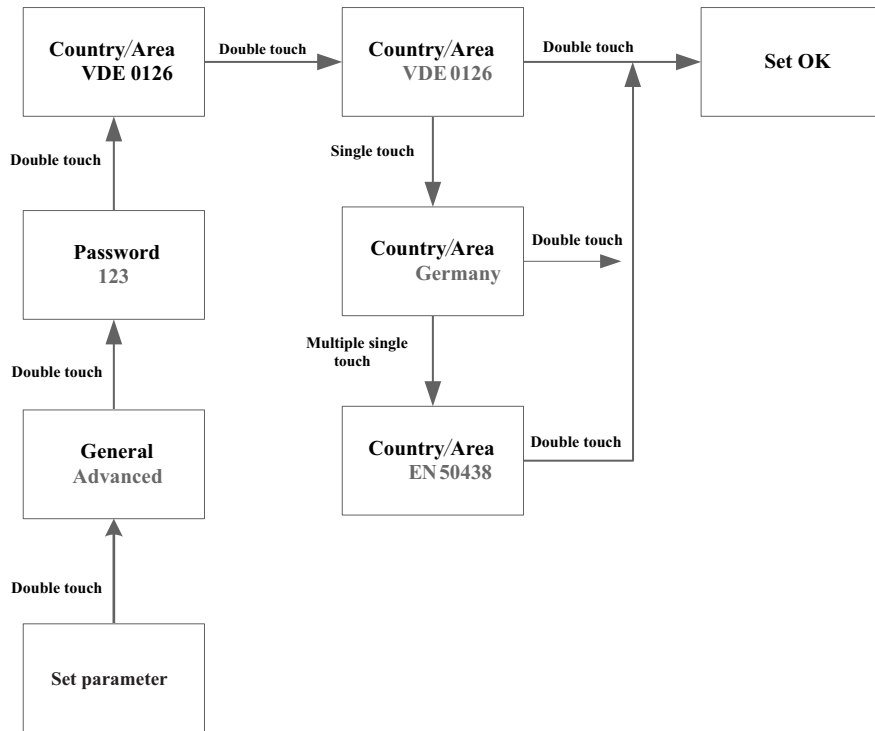 Country/Area
VDE 0126
Double touch
Country/Area
VDE 0126
Double touch
Set OK
Double touch
Single touch
Password
123
Country/Area
Germany
Double touch
Double touch
Multiple single
touch
General
Advanced
Country/Area
EN 50438
Double touch
Double touch
Set parameter